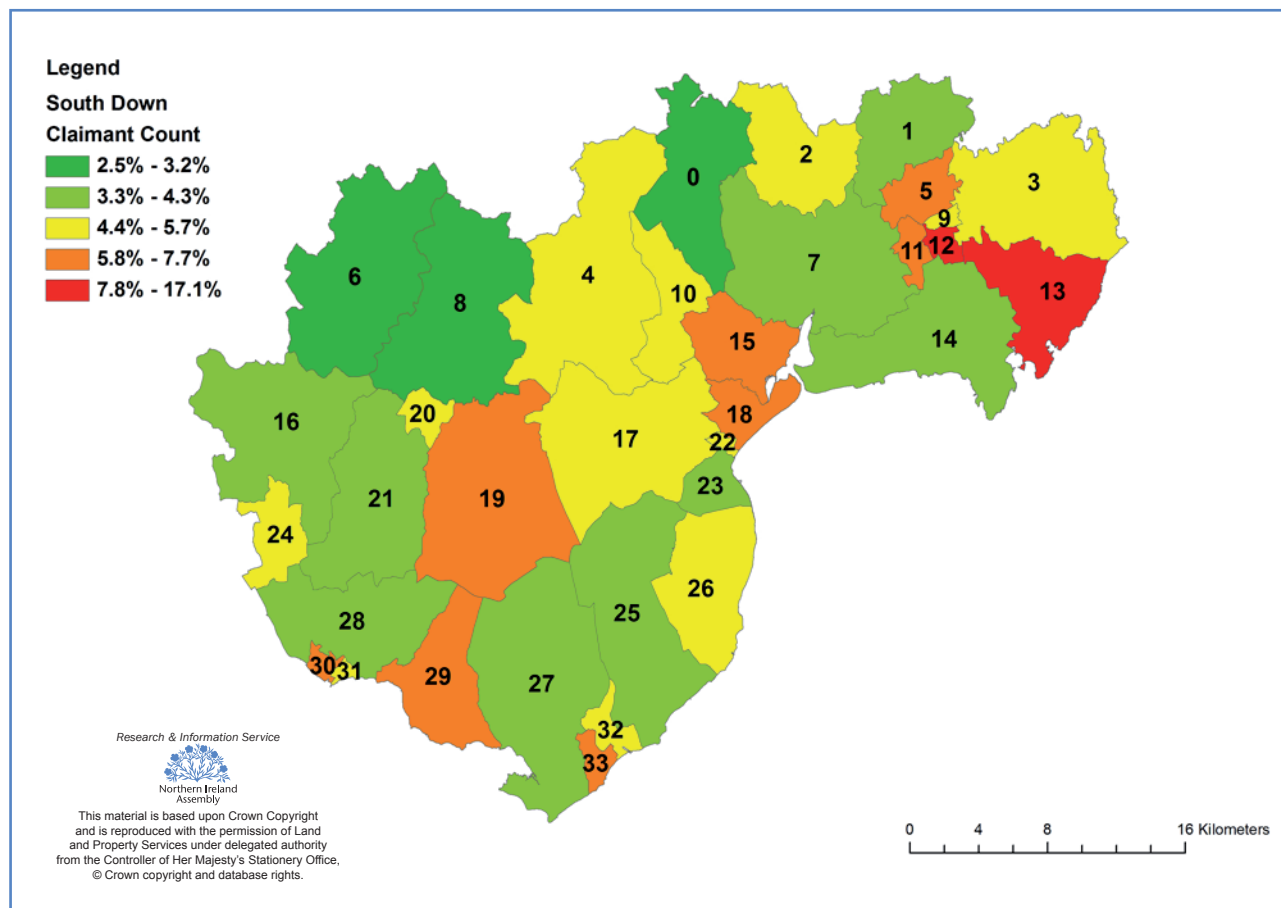 Legend
South Down
Claimant Count
2.5% - 3.2%
3.3% - 4.3%
4.4% - 5.7%
5.8% - 7.7%
7.8% - 17.1%
0
1
2
3
4
5
6
7
8
9
10
11
12
13
14
15
16
17
18
19
20
21
22
23
24
25
26
27
28
29
30
31
32
33
Research & Information Service
Northern Ireland
Assembly
This material is based upon Crown Copyright
and is reproduced with the permission of Land
and Property Services under delegated authority
from the Controller of Her Majesty's Stationery Office,
© Crown copyright and database rights.
0 4 8 16 Kilometers